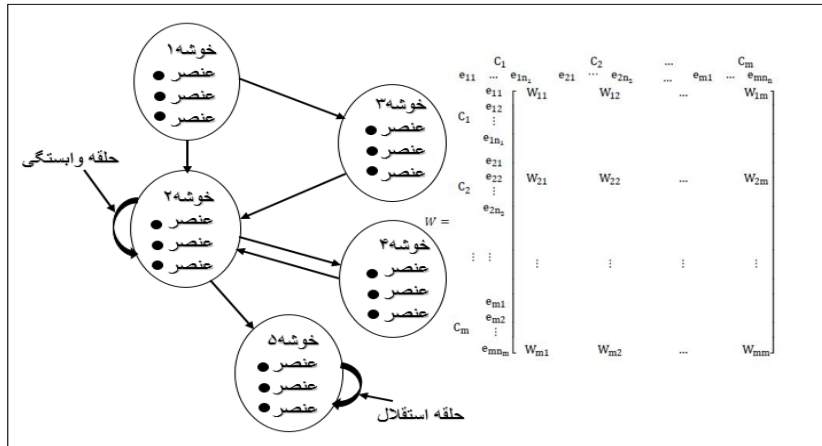 خوشه۱
عنصر
عنصر
عنصر
خوشه۳
عنصر
عنصر
عنصر
حلقه وابستگی
خوشه۲
عنصر
عنصر
عنصر
خوشه۴
عنصر
عنصر
عنصر
خوشه۵
عنصر
عنصر
عنصر
حلقه استقلال
C₁ C₂ ... Cₘ
e₁₁ ... e₁ₙ₁ e₂₁ ... e₂ₙ₂ ... eₘ₁ ... eₘₙₙ
e₁₁ W₁₁ W₁₂ ... W₁ₘ
e₁₂
C₁ ⋮
e₁ₙ₁
e₂₁
e₂₂ W₂₁ W₂₂ ... W₂ₘ
C₂ ⋮
e₂ₙ₂
W =
⋮ ⋮ ⋮ ⋮ ⋮ ⋮
eₘ₁
eₘ₂
Cₘ ⋮
eₘₙₘ Wₘ₁ Wₘ₂ ... Wₘₘ